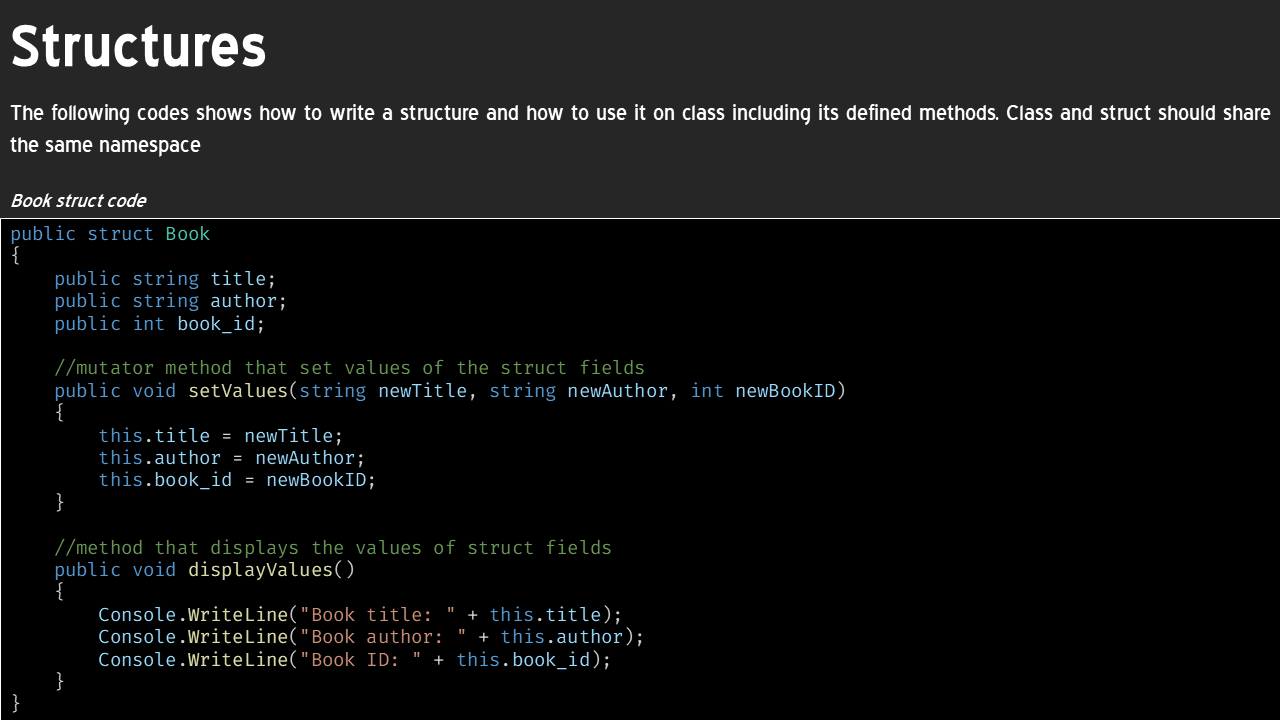 Structures
The following codes shows how to write a structure and how to use it on class including its defined methods. Class and struct should share
the same namespace
Book struct code
public struct Book
{
    public string title;
    public string author;
    public int book_id;

    //mutator method that set values of the struct fields
    public void setValues(string newTitle, string newAuthor, int newBookID)
    {
        this.title = newTitle;
        this.author = newAuthor;
        this.book_id = newBookID;
    }

    //method that displays the values of struct fields
    public void displayValues()
    {
        Console.WriteLine("Book title: " + this.title);
        Console.WriteLine("Book author: " + this.author);
        Console.WriteLine("Book ID: " + this.book_id);
    }
}